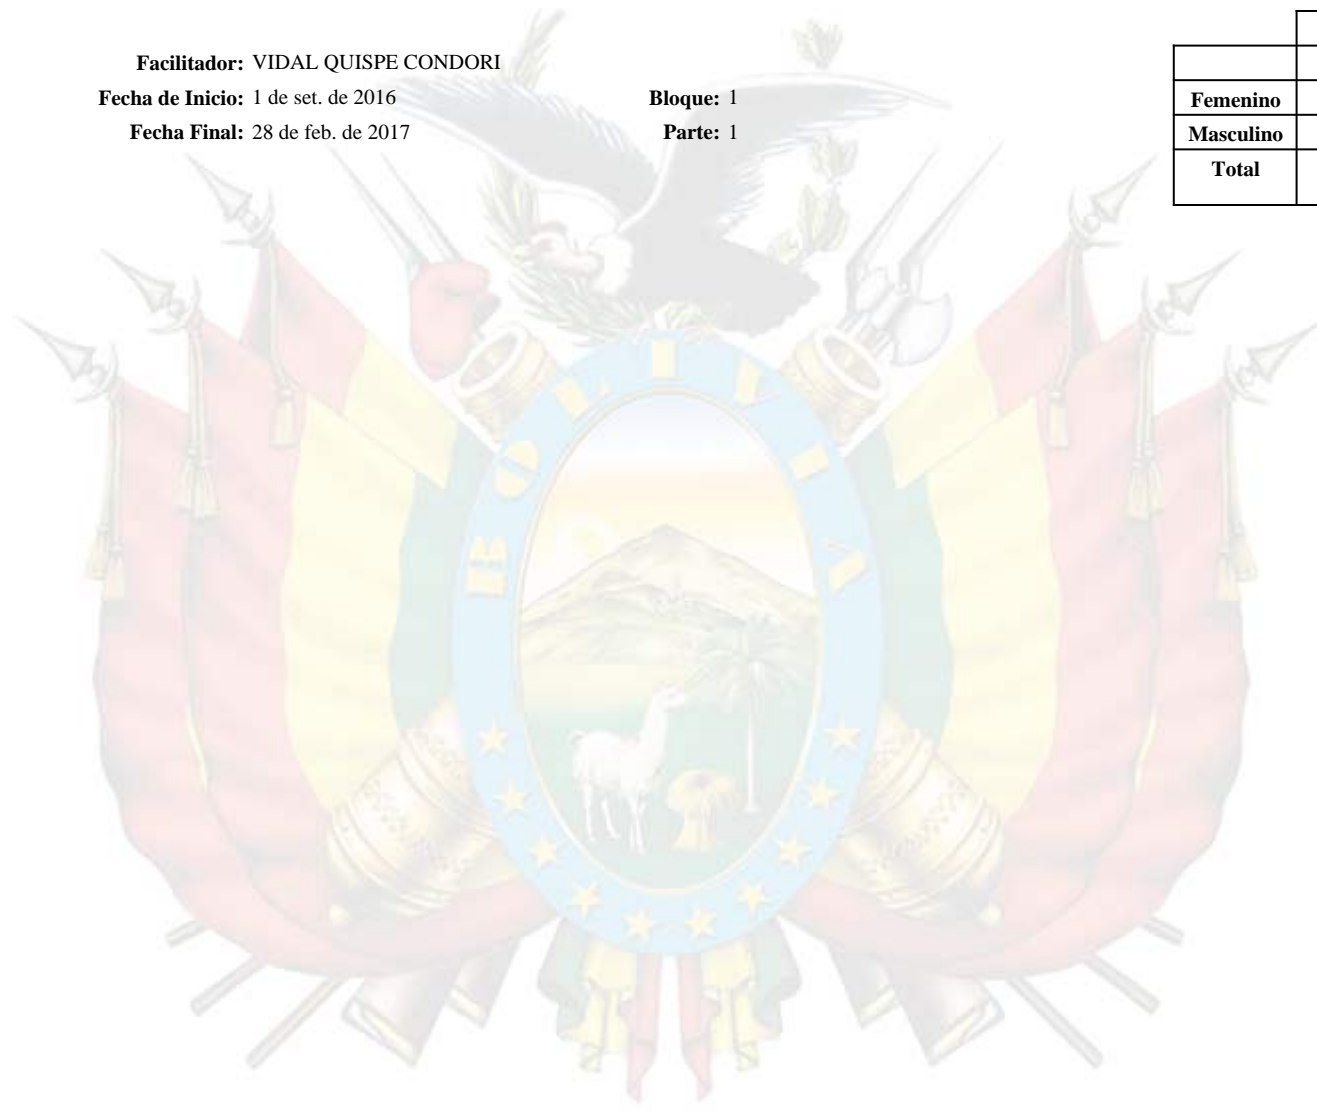 Facilitador: VIDAL QUISPE CONDORI
Fecha de Inicio: 1 de set. de 2016 Bloque: 1
Fecha Final: 28 de feb. de 2017 Parte: 1
Femenino
Masculino
Total
BOLIVIA